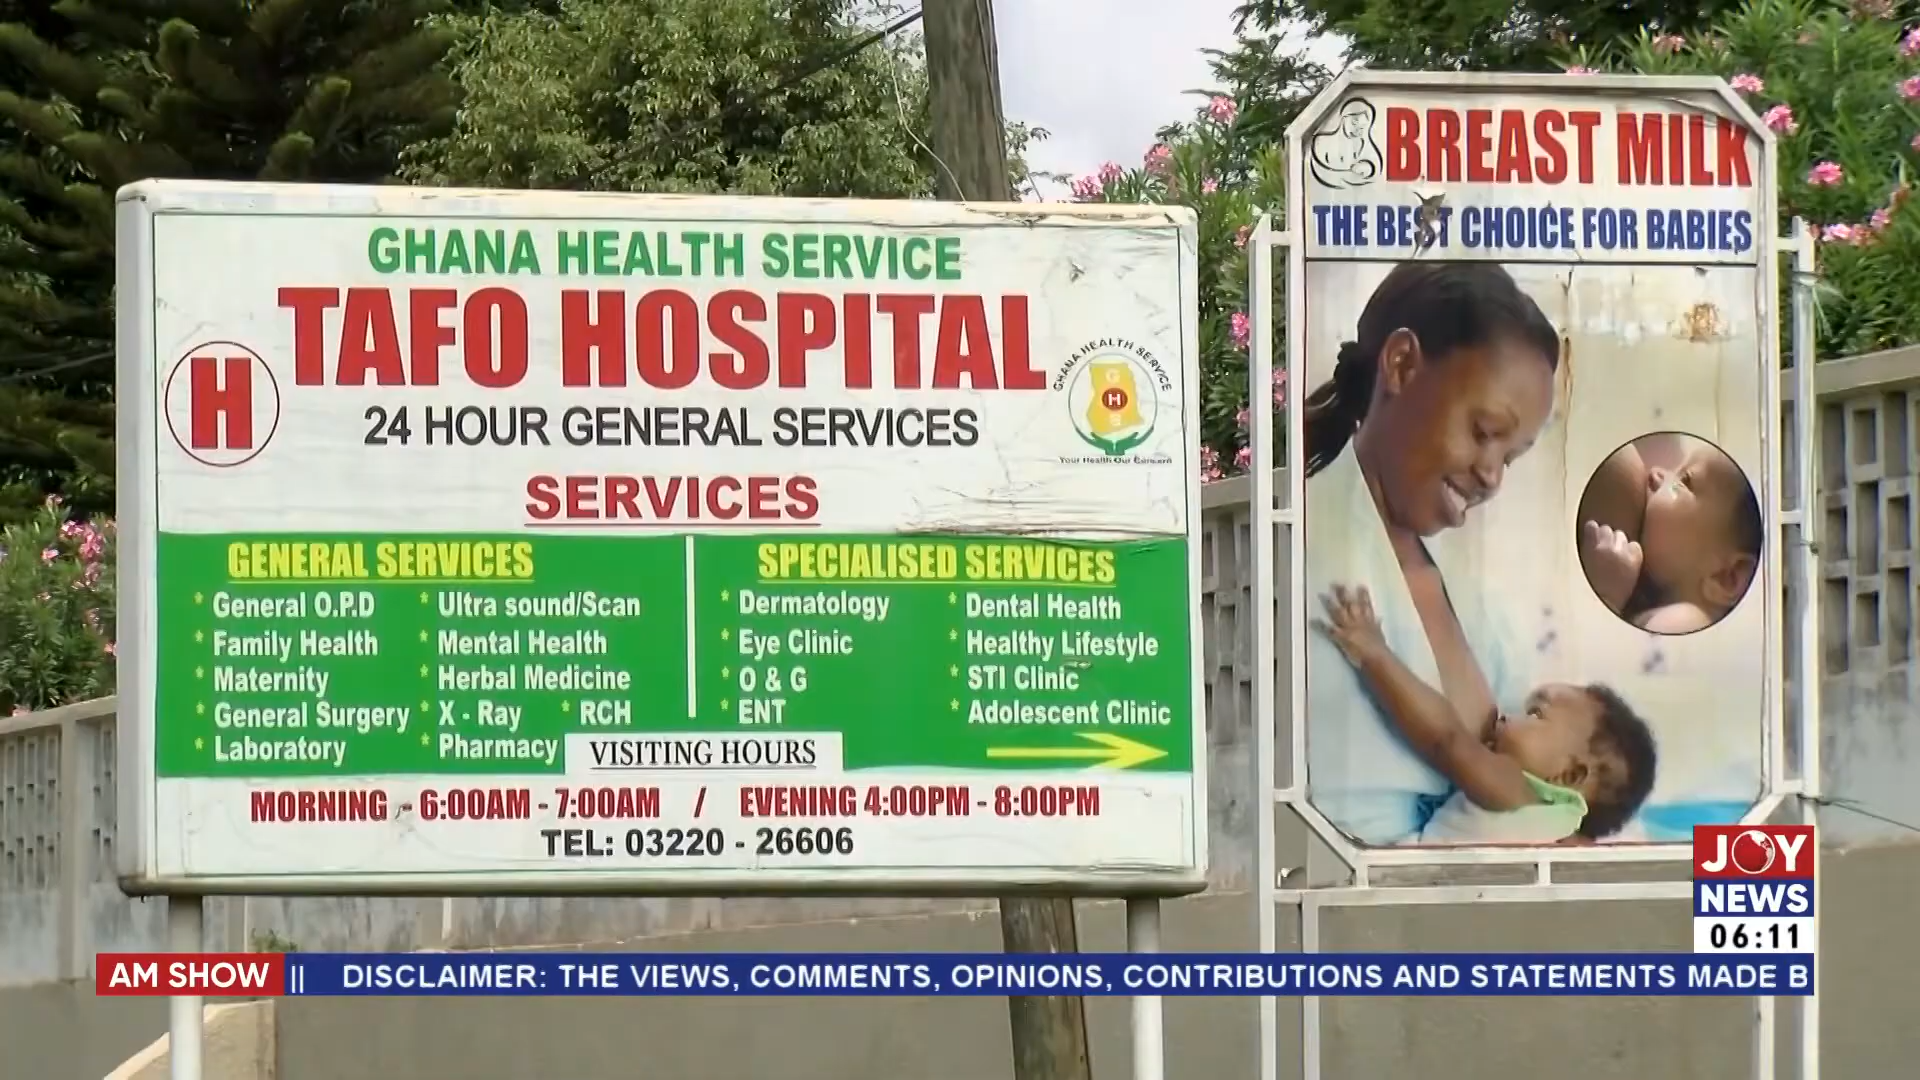 GHANA HEALTH SERVICE
TAFO HOSPITAL
H
24 HOUR GENERAL SERVICES
GHANA HEALTH SERVICE
G
H
S
Your Health Our Concern
SERVICES
GENERAL SERVICES
* General O.P.D * Ultra sound/Scan
* Family Health * Mental Health
* Maternity * Herbal Medicine
* General Surgery * X - Ray * RCH
* Laboratory * Pharmacy
SPECIALISED SERVICES
* Dermatology * Dental Health
* Eye Clinic * Healthy Lifestyle
* O & G * STI Clinic
* ENT * Adolescent Clinic
VISITING HOURS
MORNING - 6:00AM - 7:00AM / EVENING 4:00PM - 8:00PM
TEL: 03220 - 26606
BREAST MILK
THE BEST CHOICE FOR BABIES
JOY
NEWS
06:11
AM SHOW || DISCLAIMER: THE VIEWS, COMMENTS, OPINIONS, CONTRIBUTIONS AND STATEMENTS MADE B